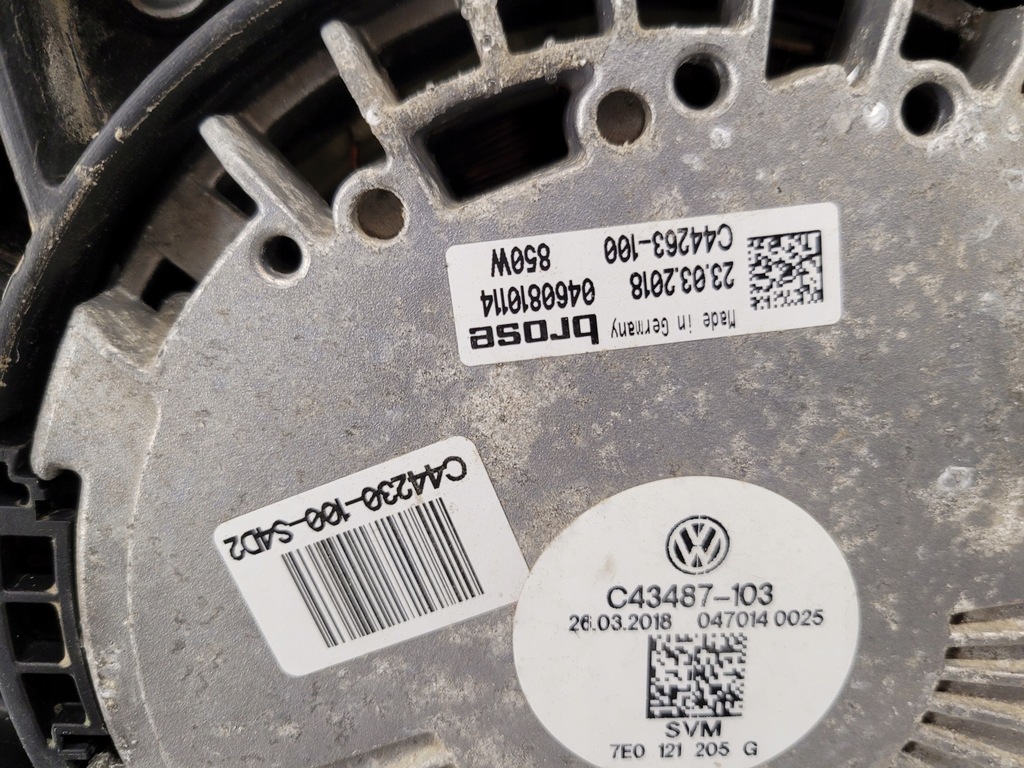 brose
Made in Germany
0460810114
23.03.2018
850W
C44263-100
C44230-100-S4D2
C43487-103
26.03.2018 047014 0025
SVM
7E0 121 205 G